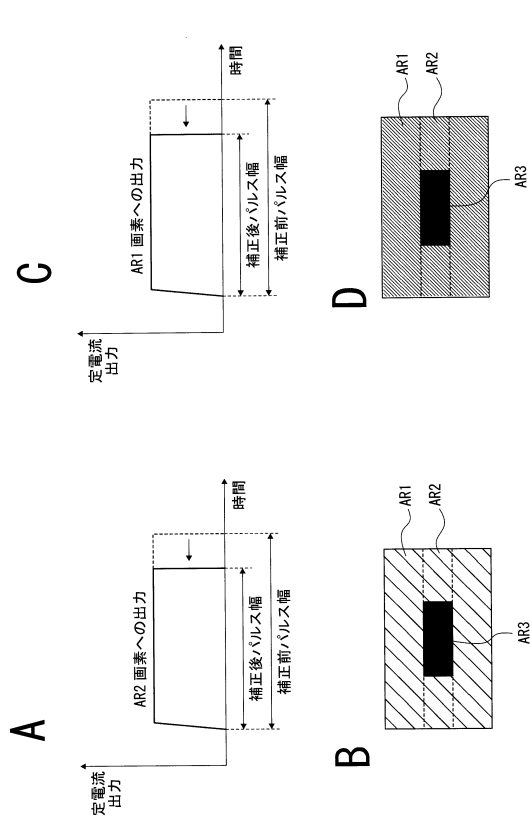 A
定電流
出力
AR2 画素への出力
時間
補正後パルス幅
補正前パルス幅
B
AR1
AR2
AR3
C
定電流
出力
AR1 画素への出力
時間
補正後パルス幅
補正前パルス幅
D
AR1
AR2
AR3